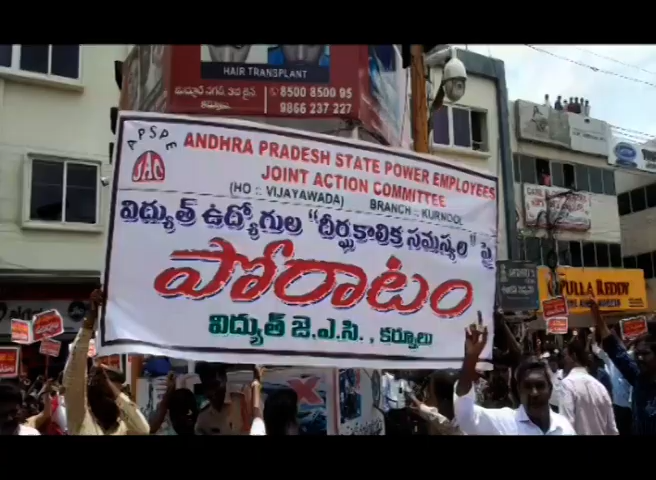 HAIR TRANSPLANT
8500 8500 95
9866 237 227
APSPE
JAC
ANDHRA PRADESH STATE POWER EMPLOYEES
JOINT ACTION COMMITTEE
(HO :: VIJAYAWADA) BRANCH :: KURNOOL
విద్యుత్ ఉద్యోగుల "దీర్ఘకాలిక సమస్యల" పై
పోరాటం
విద్యుత్ జె.ఎ.సి., కర్నూలు
PULLA REDDY